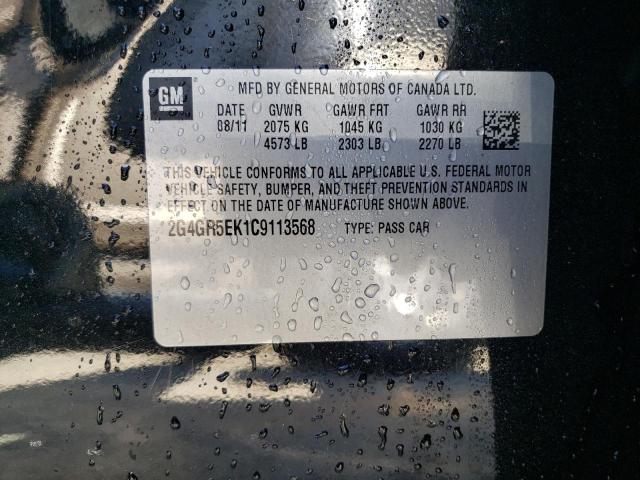 GM
MFD BY GENERAL MOTORS OF CANADA LTD.
DATE GVWR GAWR FRT GAWR RR
08/11 2075 KG 1045 KG 1030 KG
4573 LB 2303 LB 2270 LB
THIS VEHICLE CONFORMS TO ALL APPLICABLE U.S. FEDERAL MOTOR
VEHICLE SAFETY, BUMPER, AND THEFT PREVENTION STANDARDS IN
EFFECT ON THE DATE OF MANUFACTURE SHOWN ABOVE.
2G4GR5EK1C9113568 TYPE: PASS CAR